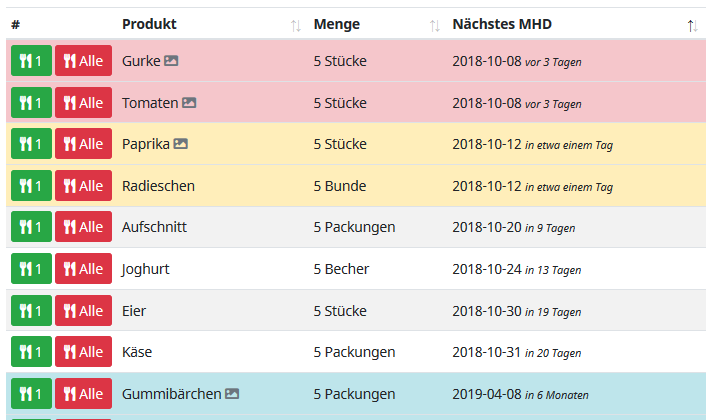 # Produkt Menge Nächstes MHD
1 Alle Gurke 5 Stücke 2018-10-08 vor 3 Tagen
1 Alle Tomaten 5 Stücke 2018-10-08 vor 3 Tagen
1 Alle Paprika 5 Stücke 2018-10-12 in etwa einem Tag
1 Alle Radieschen 5 Bunde 2018-10-12 in etwa einem Tag
1 Alle Aufschnitt 5 Packungen 2018-10-20 in 9 Tagen
1 Alle Joghurt 5 Becher 2018-10-24 in 13 Tagen
1 Alle Eier 5 Stücke 2018-10-30 in 19 Tagen
1 Alle Käse 5 Packungen 2018-10-31 in 20 Tagen
1 Alle Gummibärchen 5 Packungen 2019-04-08 in 6 Monaten